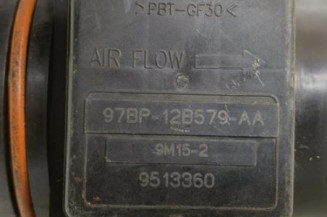 >PBT-GF30<
AIR FLOW
97BP-12B579-AA
9M15-2
9513360